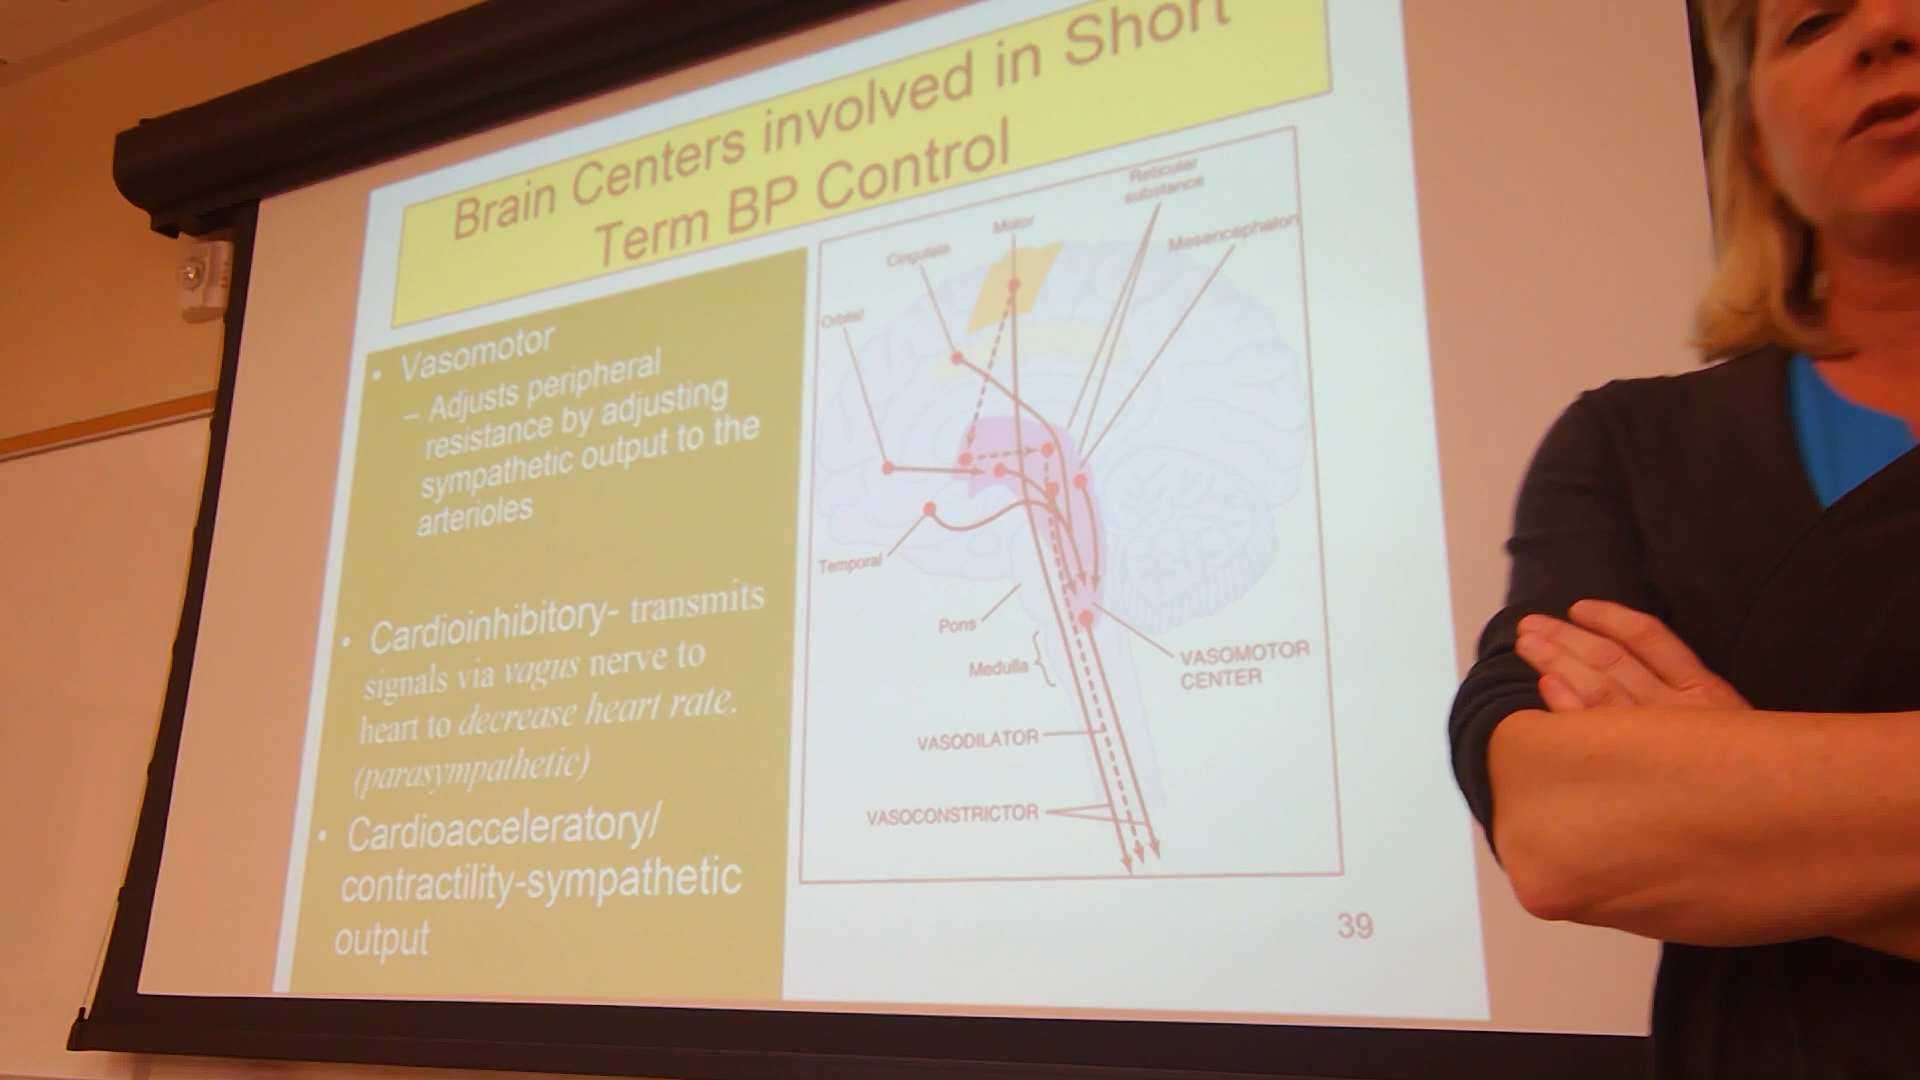 Brain Centers involved in Short
Term BP Control
• Vasomotor
– Adjusts peripheral
resistance by adjusting
sympathetic output to the
arterioles
• Cardioinhibitory- transmits
signals via vagus nerve to
heart to decrease heart rate.
(parasympathetic)
• Cardioacceleratory/
contractility-sympathetic
output
Reticular
substance
Motor
Mesencephalon
Cingulate
Orbital
Temporal
Pons
Medulla
VASOMOTOR
CENTER
VASODILATOR
VASOCONSTRICTOR
39